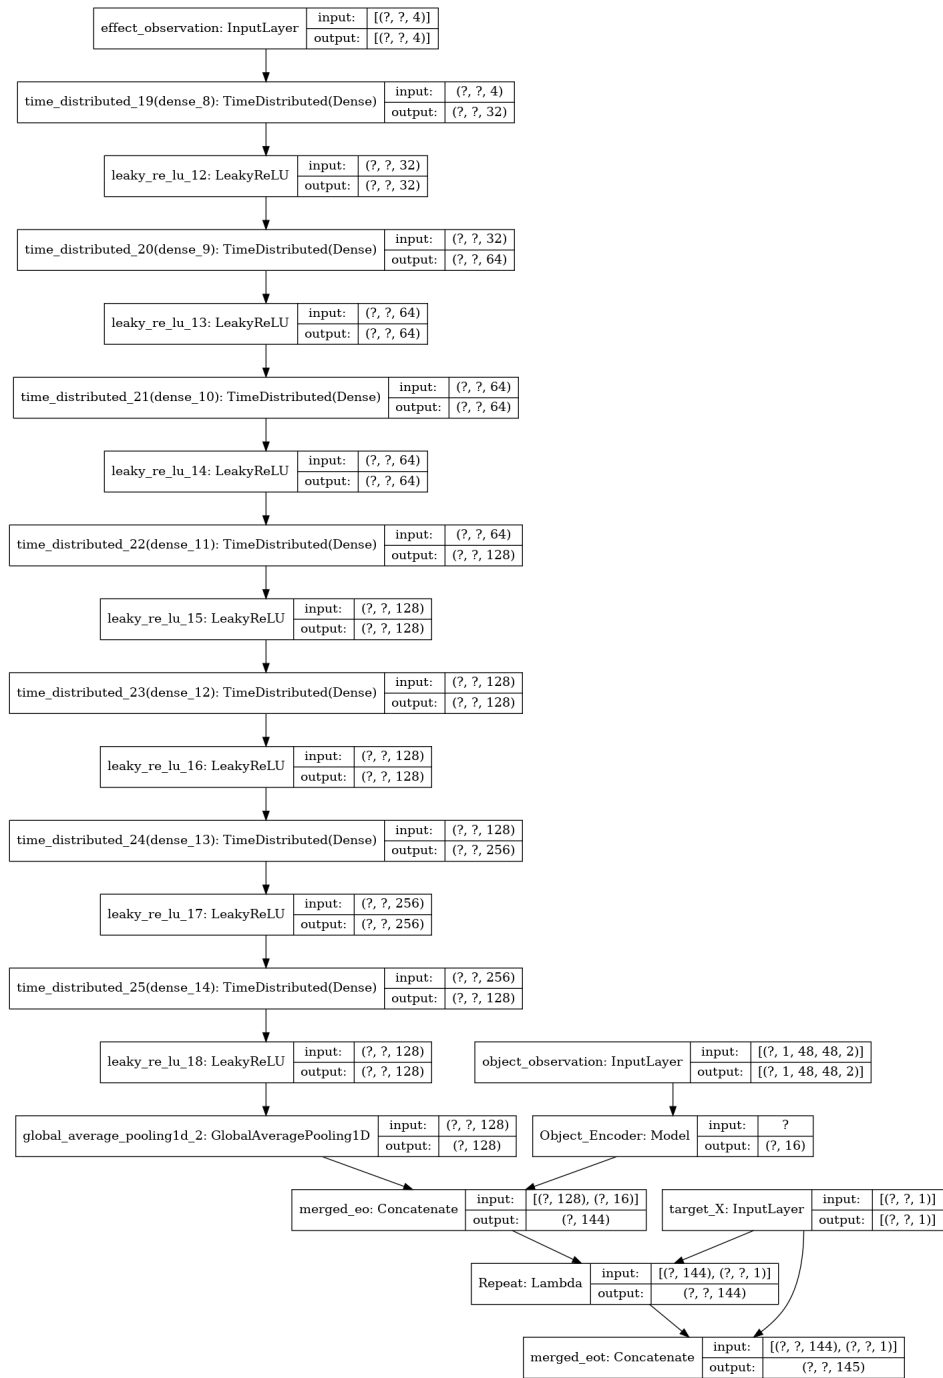 effect_observation: InputLayer input: [(?, ?, 4)]
output: [(?, ?, 4)]
time_distributed_19(dense_8): TimeDistributed(Dense) input: (?, ?, 4)
output: (?, ?, 32)
leaky_re_lu_12: LeakyReLU input: (?, ?, 32)
output: (?, ?, 32)
time_distributed_20(dense_9): TimeDistributed(Dense) input: (?, ?, 32)
output: (?, ?, 64)
leaky_re_lu_13: LeakyReLU input: (?, ?, 64)
output: (?, ?, 64)
time_distributed_21(dense_10): TimeDistributed(Dense) input: (?, ?, 64)
output: (?, ?, 64)
leaky_re_lu_14: LeakyReLU input: (?, ?, 64)
output: (?, ?, 64)
time_distributed_22(dense_11): TimeDistributed(Dense) input: (?, ?, 64)
output: (?, ?, 128)
leaky_re_lu_15: LeakyReLU input: (?, ?, 128)
output: (?, ?, 128)
time_distributed_23(dense_12): TimeDistributed(Dense) input: (?, ?, 128)
output: (?, ?, 128)
leaky_re_lu_16: LeakyReLU input: (?, ?, 128)
output: (?, ?, 128)
time_distributed_24(dense_13): TimeDistributed(Dense) input: (?, ?, 128)
output: (?, ?, 256)
leaky_re_lu_17: LeakyReLU input: (?, ?, 256)
output: (?, ?, 256)
time_distributed_25(dense_14): TimeDistributed(Dense) input: (?, ?, 256)
output: (?, ?, 128)
leaky_re_lu_18: LeakyReLU input: (?, ?, 128)
output: (?, ?, 128)
object_observation: InputLayer input: [(?, 1, 48, 48, 2)]
output: [(?, 1, 48, 48, 2)]
global_average_pooling1d_2: GlobalAveragePooling1D input: (?, ?, 128)
output: (?, 128)
Object_Encoder: Model input: ?
output: (?, 16)
merged_eo: Concatenate input: [(?, 128), (?, 16)]
output: (?, 144)
target_X: InputLayer input: [(?, ?, 1)]
output: [(?, ?, 1)]
Repeat: Lambda input: [(?, 144), (?, ?, 1)]
output: (?, ?, 144)
merged_eot: Concatenate input: [(?, ?, 144), (?, ?, 1)]
output: (?, ?, 145)